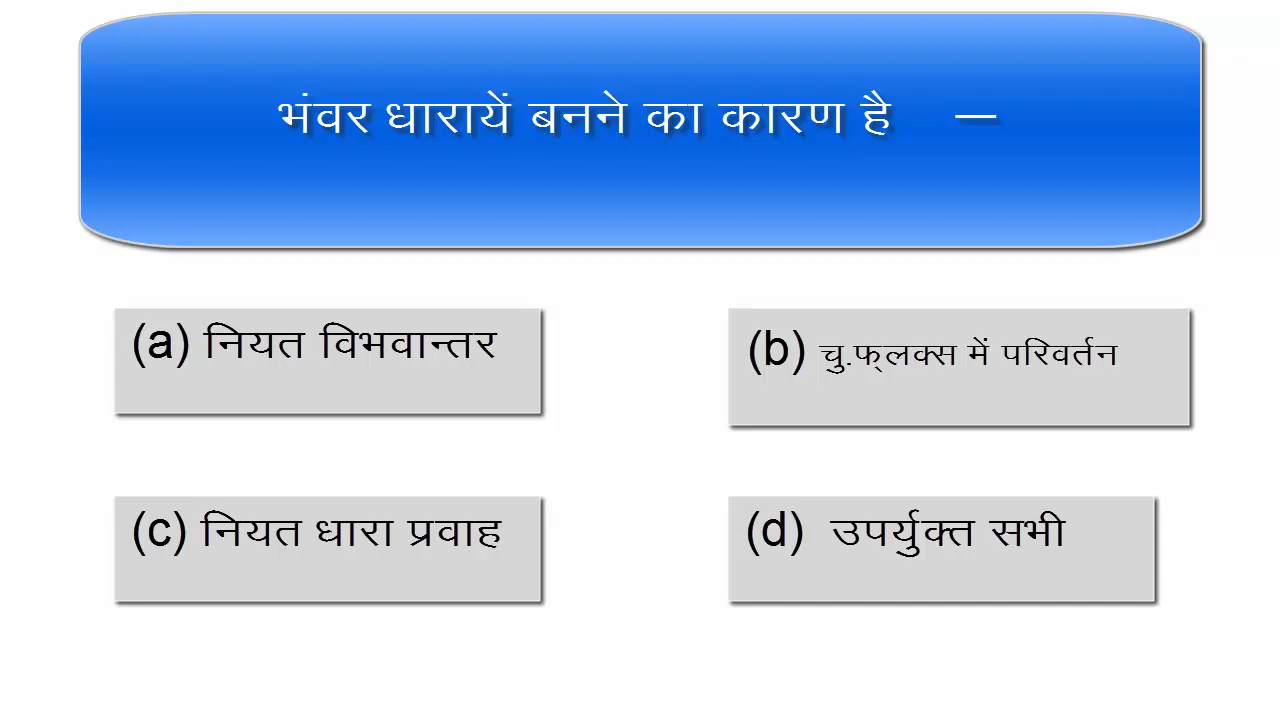 भंवर धारायें बनने का कारण है —
(a) नियत विभवान्तर
(b) चु.फ्लक्स में परिवर्तन
(c) नियत धारा प्रवाह
(d) उपर्युक्त सभी